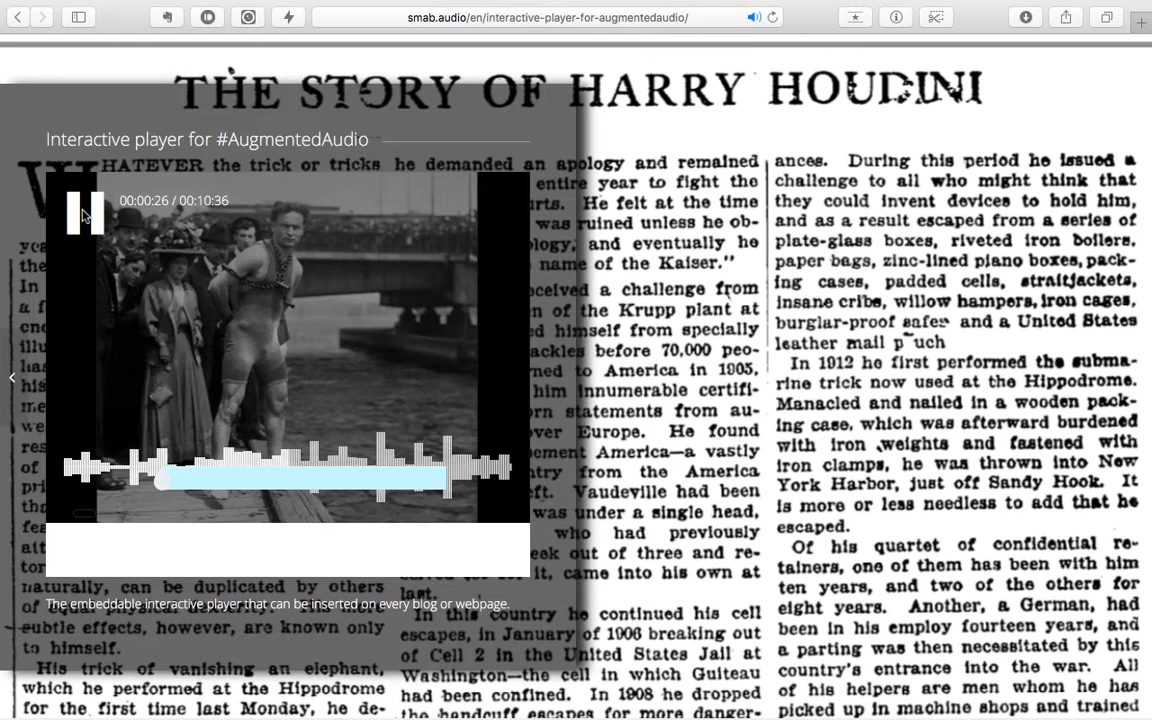 smab.audio/en/interactive-player-for-augmentedaudio/
THE STORY OF HARRY HOUDINI
Interactive player for #AugmentedAudio
00:00:26 / 00:10:36
The embeddable interactive player that can be inserted on every blog or webpage.
WHATEVER the trick or tricks
naturally, can be duplicated by others
of equal
subtle effects, however, are known only
to himself.
His trick of vanishing an elephant,
which he performed at the Hippodrome
for the first time last Monday, he de-
he demanded an apology and remained
entire year to fight the
He felt at the time
was ruined unless he ob-
and eventually he
name of the Kaiser."
a challenge from
n of the Krupp plant at
himself from specially
before 70,000 peo-
to America in 1905,
him innumerable certifi-
statements from au-
over Europe. He found
America—a vastly
from the America
Vaudeville had been
was under a single head,
who had previously
out of three and re-
it, came into his own at
last.
In this country he continued his cell
escapes, in January of 1906 breaking out
of Cell 2 in the United States Jail at
Washington—the cell in which Guiteau
had been confined. In 1908 he dropped
the handcuff escapes for more danger-
ances. During this period he issued a
challenge to all who might think that
they could invent devices to hold him,
and as a result escaped from a series of
plate-glass boxes, riveted iron boilers,
paper bags, zinc-lined piano boxes, pack-
ing cases, padded cells, straitjackets,
insane cribs, willow hampers, iron cages,
burglar-proof safes and a United States
leather mail p uch
In 1912 he first performed the subma-
rine trick now used at the Hippodrome.
Manacled and nailed in a wooden pack-
ing case, which was afterward burdened
with iron weights and fastened with
iron clamps, he was thrown into New
York Harbor, just off Sandy Hook. It
is more or less needless to add that he
escaped.
Of his quartet of confidential re-
tainers, one of them has been with him
ten years, and two of the others for
eight years. Another, a German, had
been in his employ fourteen years, and
a parting was then necessitated by this
country's entrance into the war. All
of his helpers are men whom he has
picked up in machine shops and trained